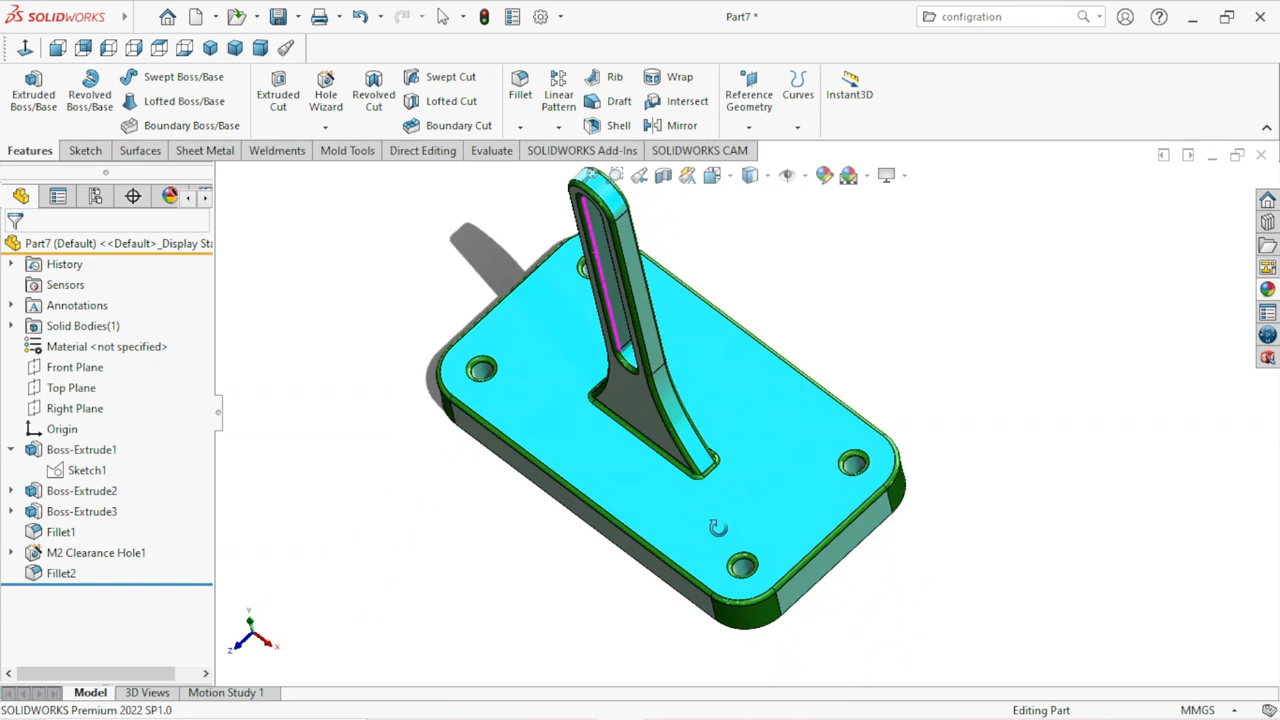 SOLIDWORKS
Part7 *
configration
Extruded Boss/Base
Revolved Boss/Base
Swept Boss/Base
Lofted Boss/Base
Boundary Boss/Base
Extruded Cut
Hole Wizard
Revolved Cut
Swept Cut
Lofted Cut
Boundary Cut
Fillet
Linear Pattern
Rib
Draft
Shell
Wrap
Intersect
Mirror
Reference Geometry
Curves
Instant3D
Features
Sketch
Surfaces
Sheet Metal
Weldments
Mold Tools
Direct Editing
Evaluate
SOLIDWORKS Add-Ins
SOLIDWORKS CAM
Part7 (Default) <<Default>_Display Sta
History
Sensors
Annotations
Solid Bodies(1)
Material <not specified>
Front Plane
Top Plane
Right Plane
Origin
Boss-Extrude1
Sketch1
Boss-Extrude2
Boss-Extrude3
Fillet1
M2 Clearance Hole1
Fillet2
Y
Z
X
Model
3D Views
Motion Study 1
SOLIDWORKS Premium 2022 SP1.0
Editing Part
MMGS